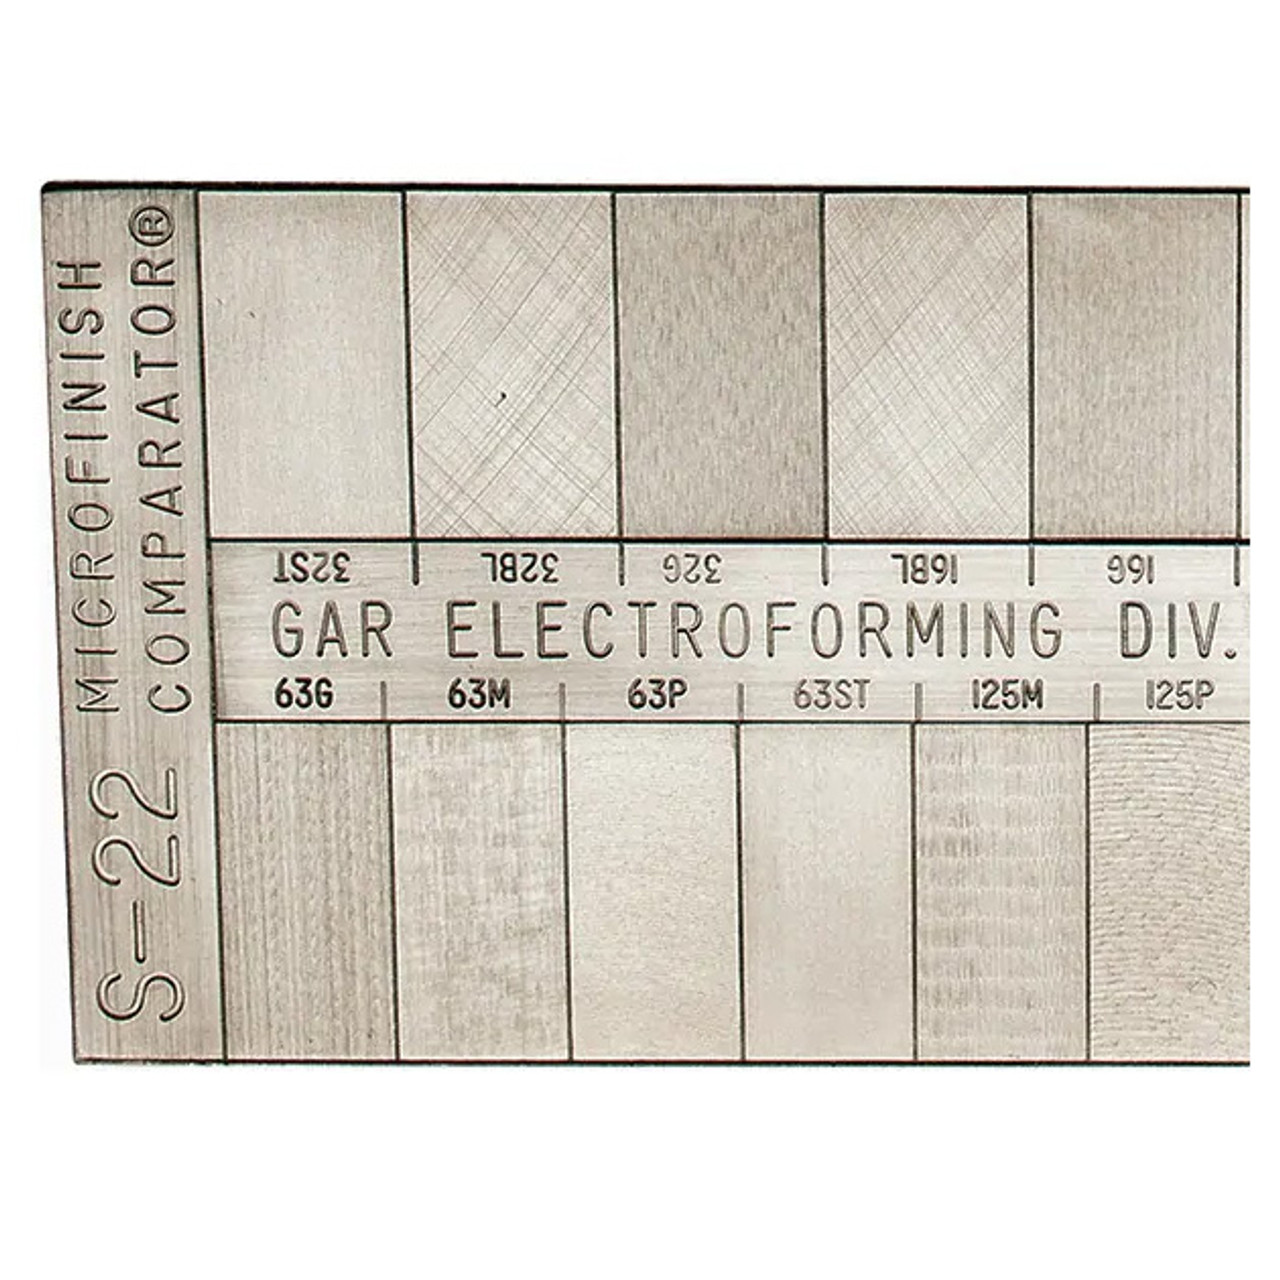 MICROFINISH
COMPARATOR®
S-22
32ST 32BL 32G 16BL 16G
GAR ELECTROFORMING DIV.
63G 63M 63P 63ST 125M 125P